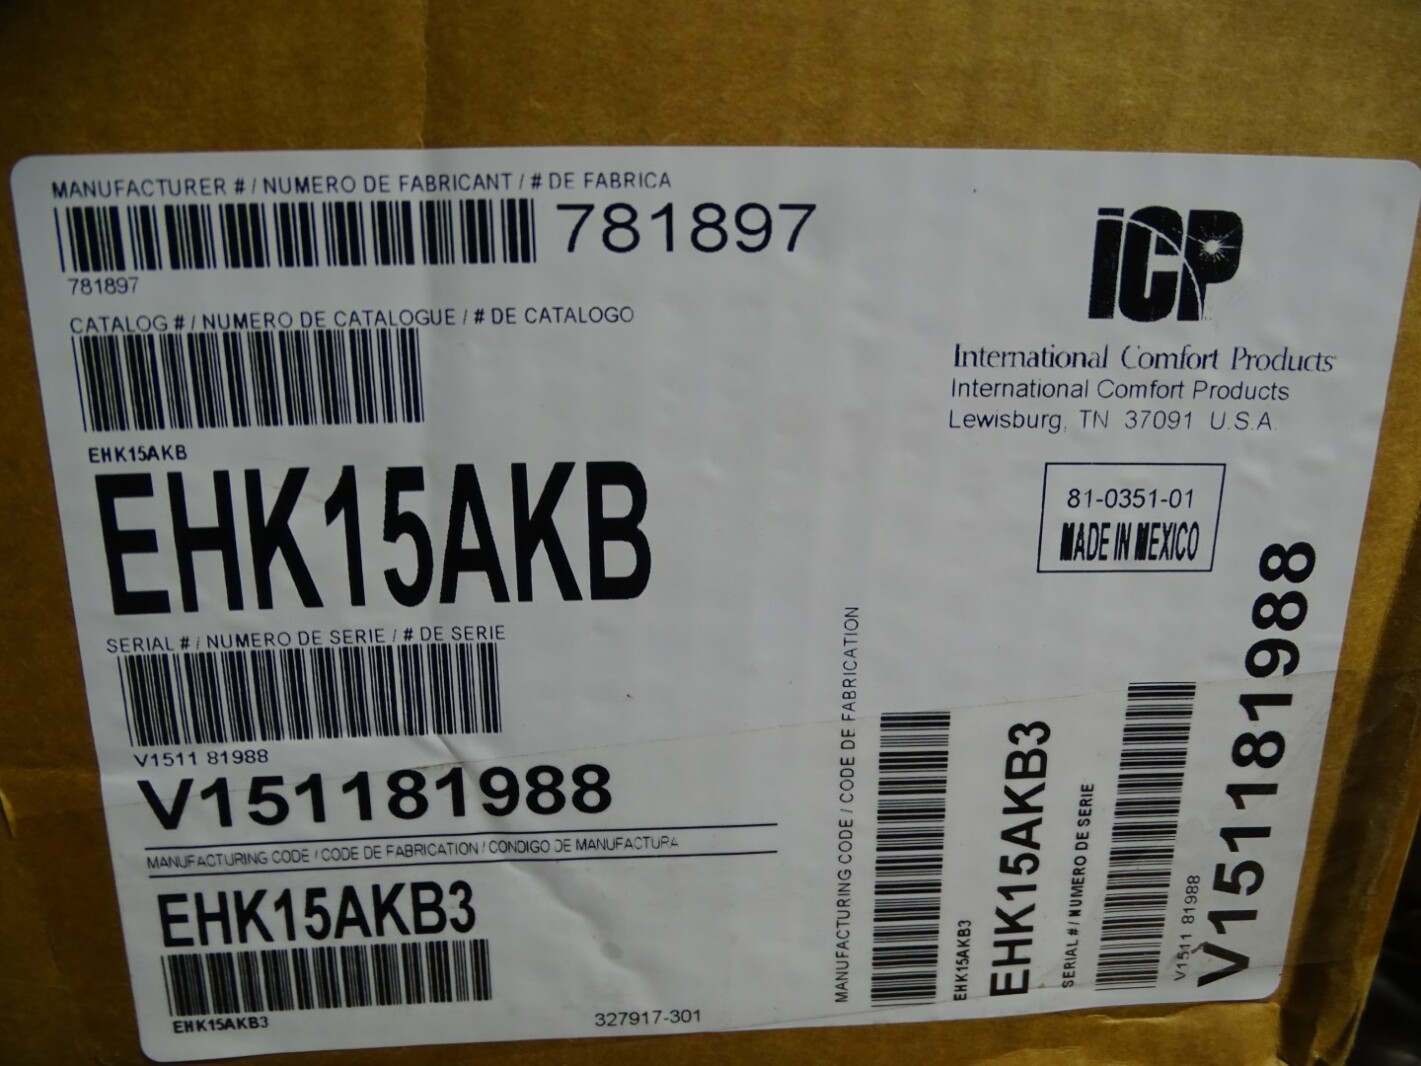 MANUFACTURER # / NUMERO DE FABRICANT / # DE FABRICA
781897
781897
CATALOG # / NUMERO DE CATALOGUE / # DE CATALOGO
EHK15AKB
EHK15AKB
SERIAL # / NUMERO DE SERIE / # DE SERIE
V1511 81988
V151181988
MANUFACTURING CODE / CODE DE FABRICATION / CONDIGO DE MANUFACTURA
EHK15AKB3
EHK15AKB3
327917-301
iCP
International Comfort Products
International Comfort Products
Lewisburg, TN 37091 U.S.A.
81-0351-01
MADE IN MEXICO
MANUFACTURING CODE / CODE DE FABRICATION
EHK15AKB3
EHK15AKB3
SERIAL # / NUMERO DE SERIE
V1511 81988
V151181988